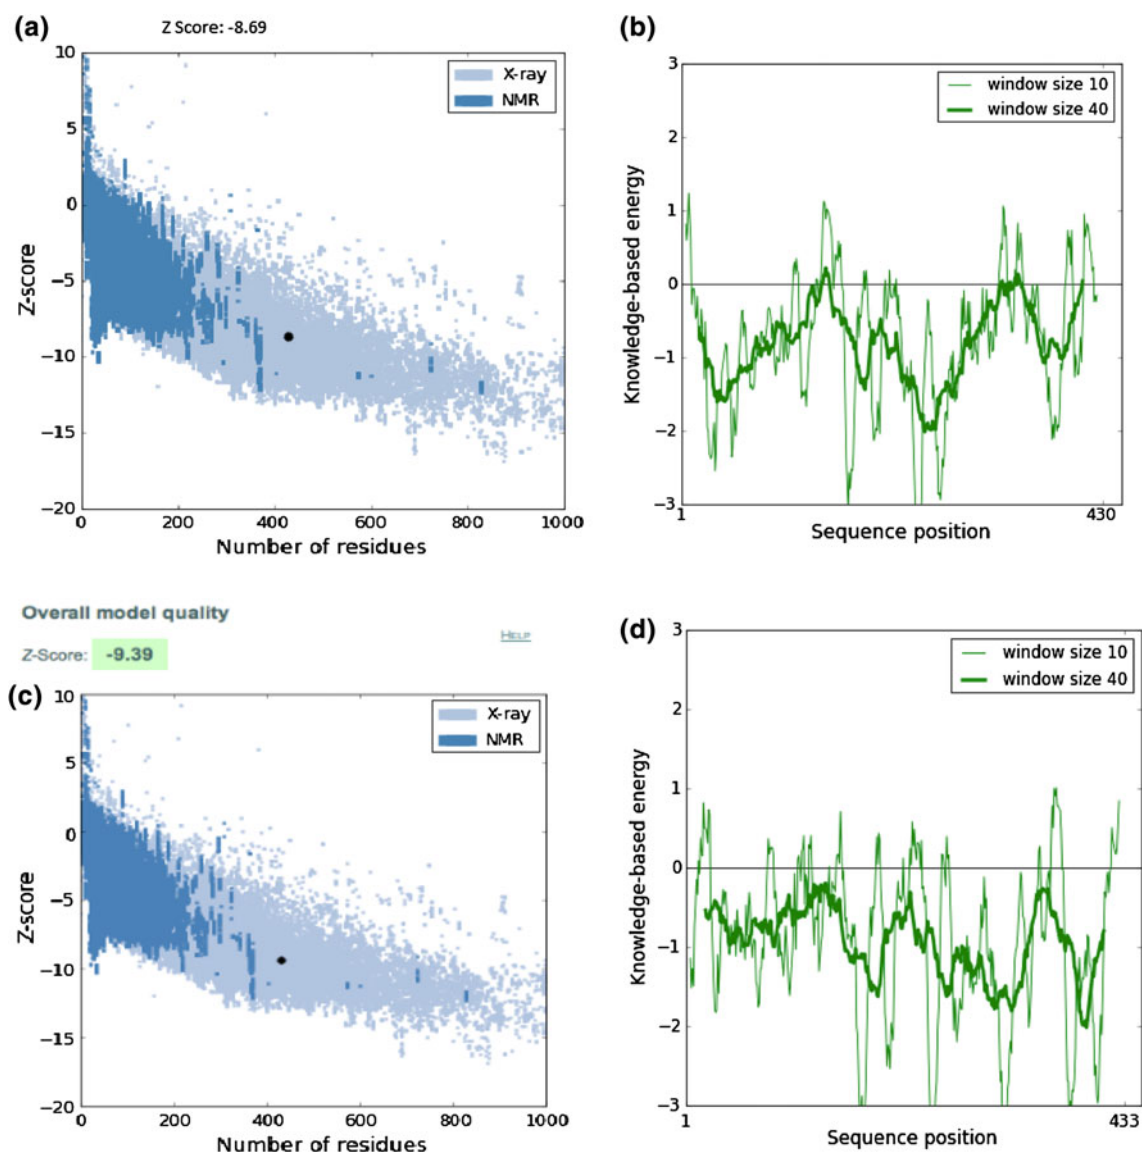 (a)
Z Score: -8.69
10
5
0
−5
−10
−15
−20
Z-score
0
200
400
600
800
1000
Number of residues
X-ray
NMR
(b)
3
2
1
0
−1
−2
−3
Knowledge-based energy
1
430
Sequence position
window size 10
window size 40
Overall model quality
Z-Score: -9.39
HELP
(c)
10
5
0
−5
−10
−15
−20
Z-score
0
200
400
600
800
1000
Number of residues
X-ray
NMR
(d)
3
2
1
0
−1
−2
−3
Knowledge-based energy
1
433
Sequence position
window size 10
window size 40